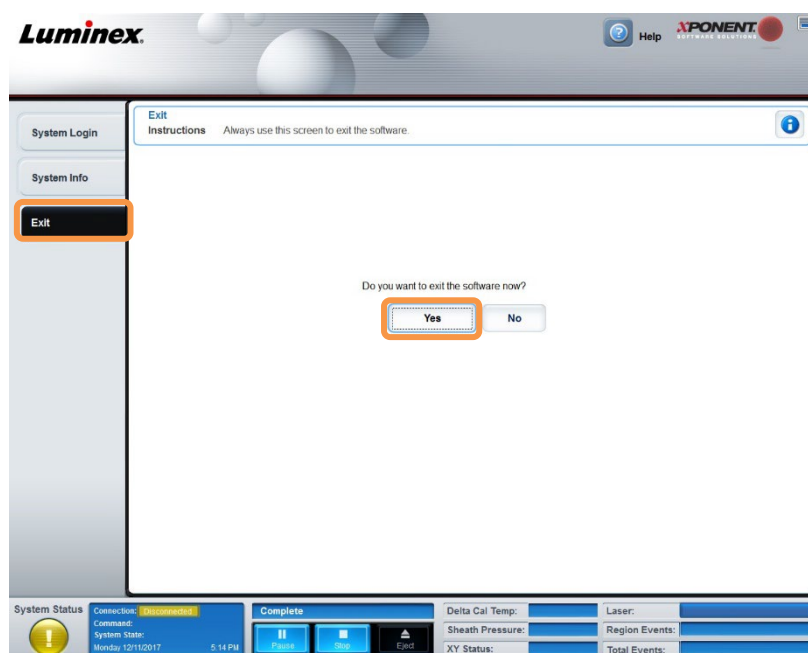 Luminex.
Help
XPONENT.
SOFTWARE SOLUTIONS
System Login
System Info
Exit
Exit
Instructions Always use this screen to exit the software.
Do you want to exit the software now?
Yes No
System Status
Connection: Disconnected
Command:
System State:
Monday 12/11/2017 5:14 PM
Complete
Pause Stop Eject
Delta Cal Temp:
Sheath Pressure:
XY Status:
Laser:
Region Events:
Total Events: